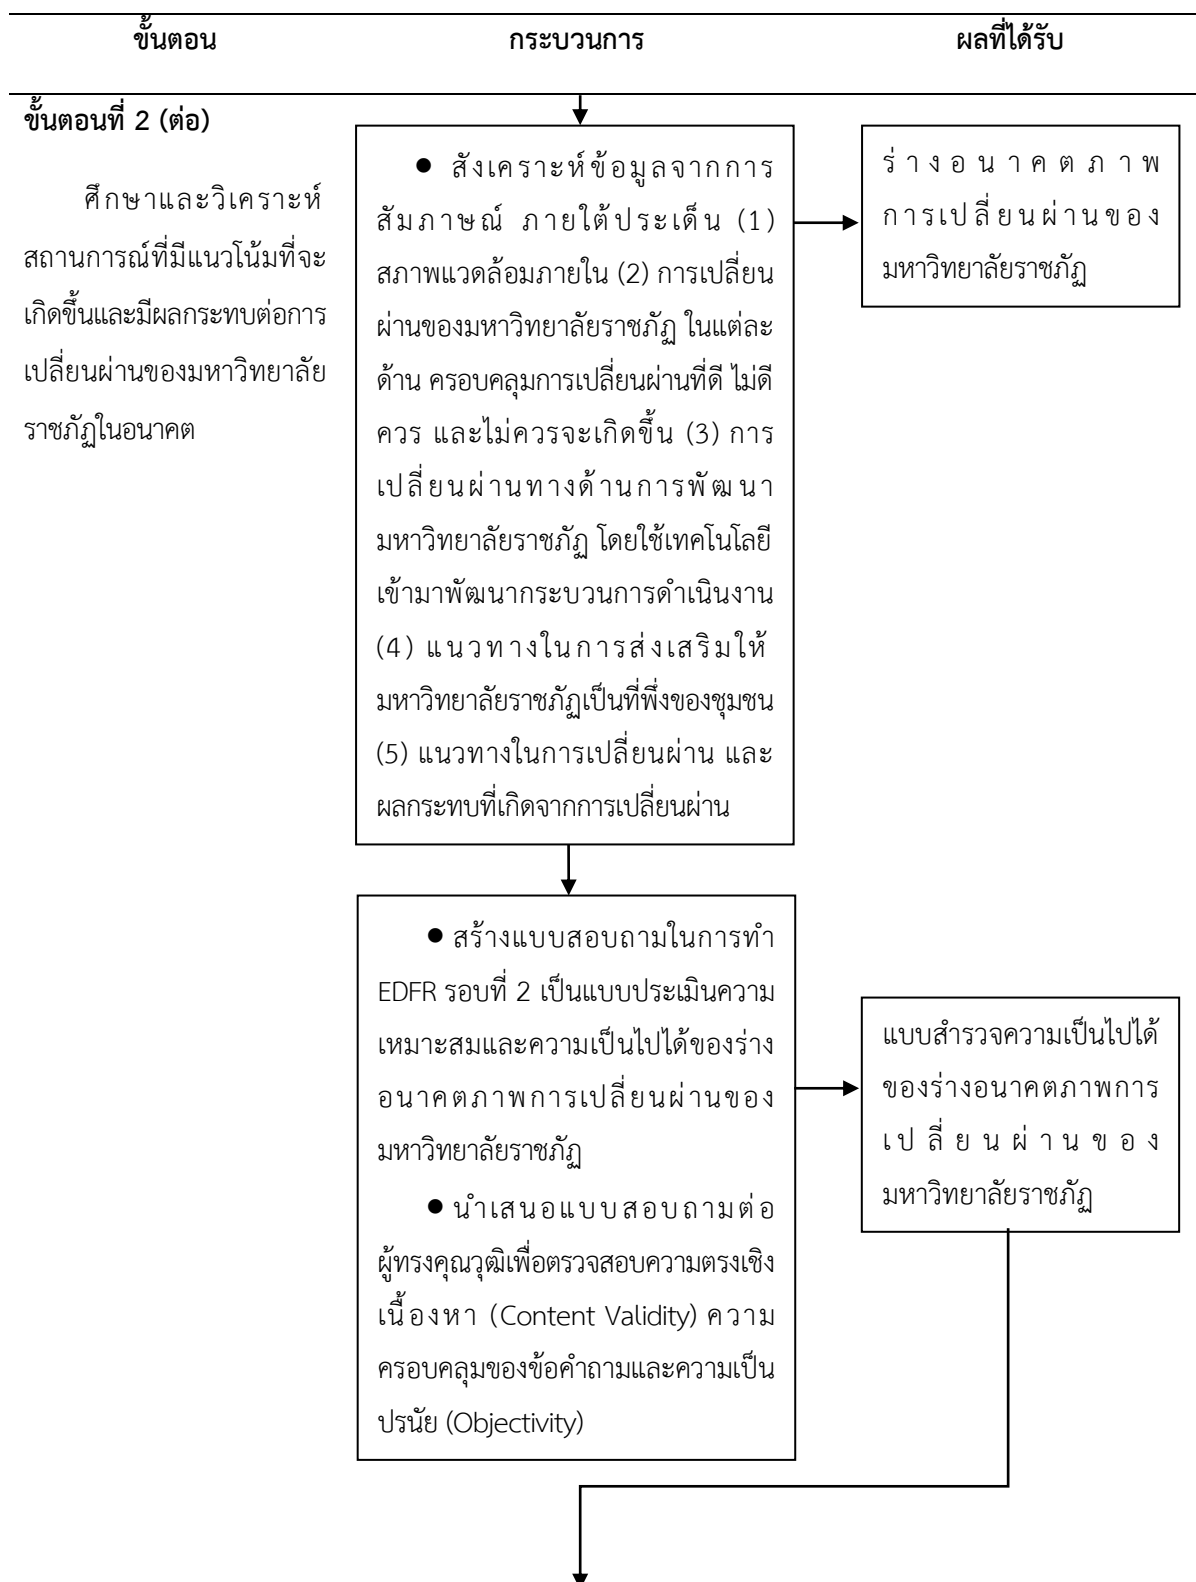 ขั้นตอน กระบวนการ ผลที่ได้รับ
ขั้นตอนที่ 2 (ต่อ)
ศึกษาและวิเคราะห์
สถานการณ์ที่มีแนวโน้มที่จะ
เกิดขึ้นและมีผลกระทบต่อการ
เปลี่ยนผ่านของมหาวิทยาลัย
ราชภัฏในอนาคต
● สังเคราะห์ข้อมูลจากการ
สัมภาษณ์ ภายใต้ประเด็น (1)
สภาพแวดล้อมภายใน (2) การเปลี่ยน
ผ่านของมหาวิทยาลัยราชภัฏ ในแต่ละ
ด้าน ครอบคลุมการเปลี่ยนผ่านที่ดี ไม่ดี
ควร และไม่ควรจะเกิดขึ้น (3) การ
เปลี่ยนผ่านทางด้านการพัฒนา
มหาวิทยาลัยราชภัฏ โดยใช้เทคโนโลยี
เข้ามาพัฒนากระบวนการดำเนินงาน
(4) แนวทางในการส่งเสริมให้
มหาวิทยาลัยราชภัฏเป็นที่พึ่งของชุมชน
(5) แนวทางในการเปลี่ยนผ่าน และ
ผลกระทบที่เกิดจากการเปลี่ยนผ่าน
ร่างอนาคตภาพ
การเปลี่ยนผ่านของ
มหาวิทยาลัยราชภัฏ
● สร้างแบบสอบถามในการทำ
EDFR รอบที่ 2 เป็นแบบประเมินความ
เหมาะสมและความเป็นไปได้ของร่าง
อนาคตภาพการเปลี่ยนผ่านของ
มหาวิทยาลัยราชภัฏ
● นำเสนอแบบสอบถามต่อ
ผู้ทรงคุณวุฒิเพื่อตรวจสอบความตรงเชิง
เนื้องหา (Content Validity) ความ
ครอบคลุมของข้อคำถามและความเป็น
ปรนัย (Objectivity)
แบบสำรวจความเป็นไปได้
ของร่างอนาคตภาพการ
เปลี่ยนผ่านของ
มหาวิทยาลัยราชภัฏ